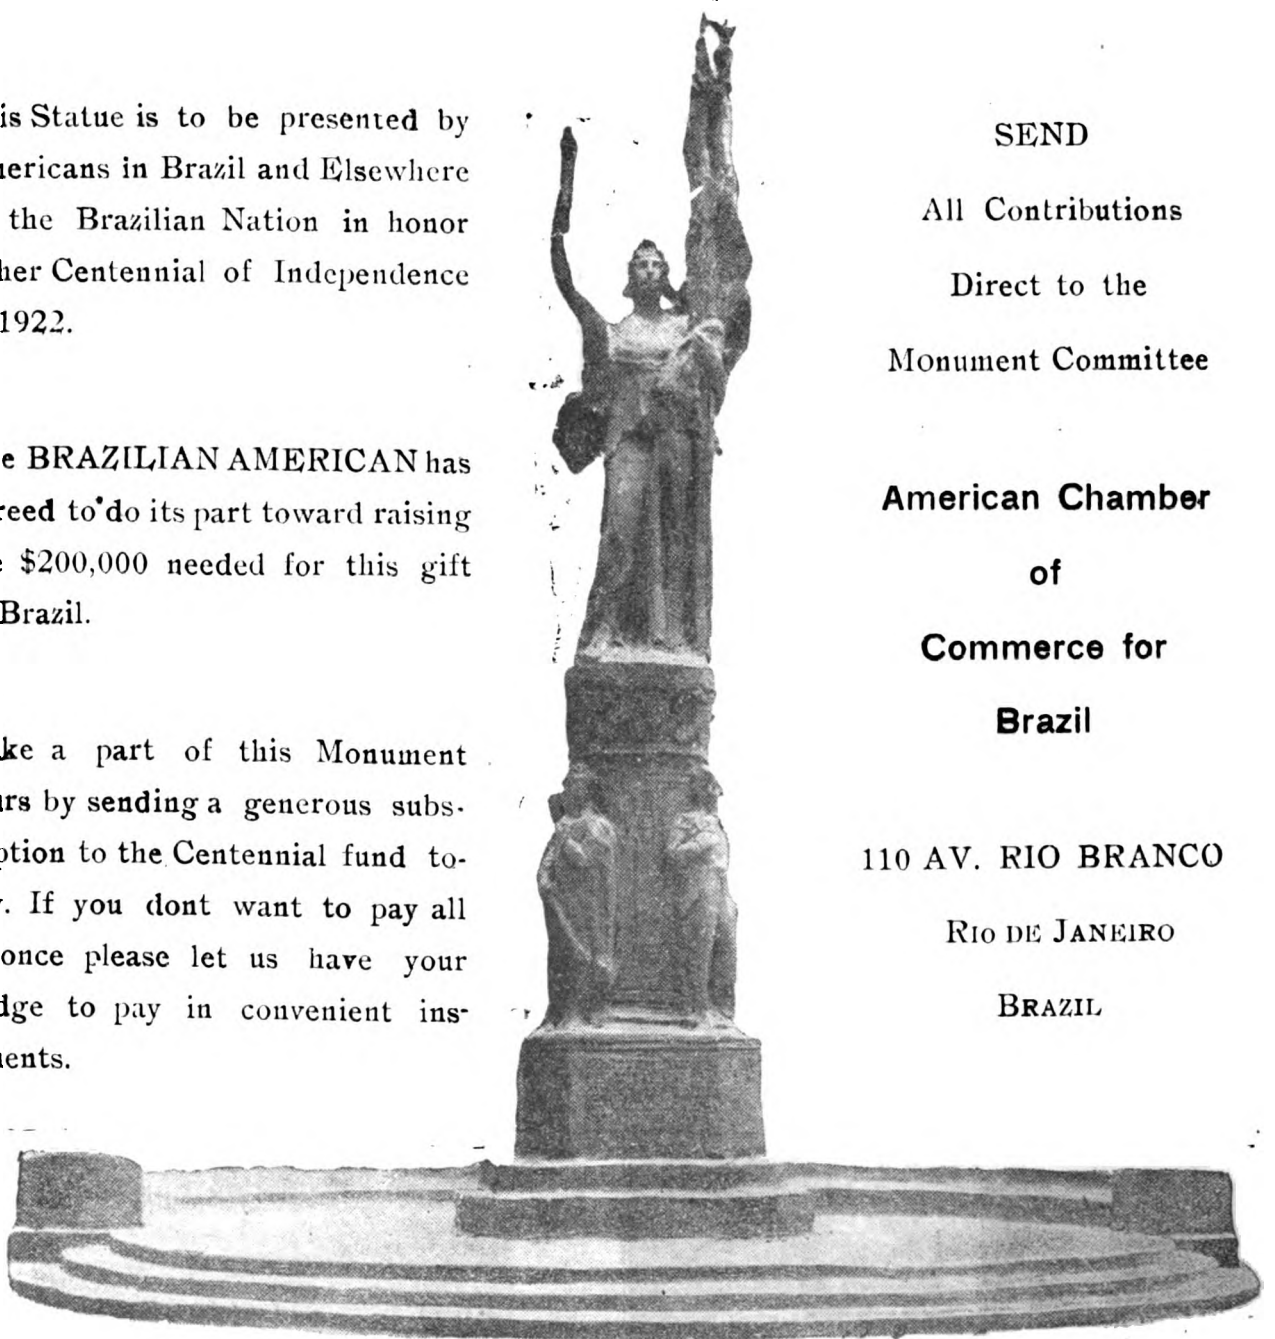 is Statue is to be presented by
ericans in Brazil and Elsewhere
the Brazilian Nation in honor
her Centennial of Independence
1922.
e BRAZILIAN AMERICAN has
reed to do its part toward raising
e $200,000 needed for this gift
Brazil.
ke a part of this Monument
urs by sending a generous subs-
ption to the Centennial fund to-
y. If you dont want to pay all
once please let us have your
dge to pay in convenient ins-
ents.
SEND
All Contributions
Direct to the
Monument Committee
American Chamber
of
Commerce for
Brazil
110 AV. RIO BRANCO
RIO DE JANEIRO
BRAZIL